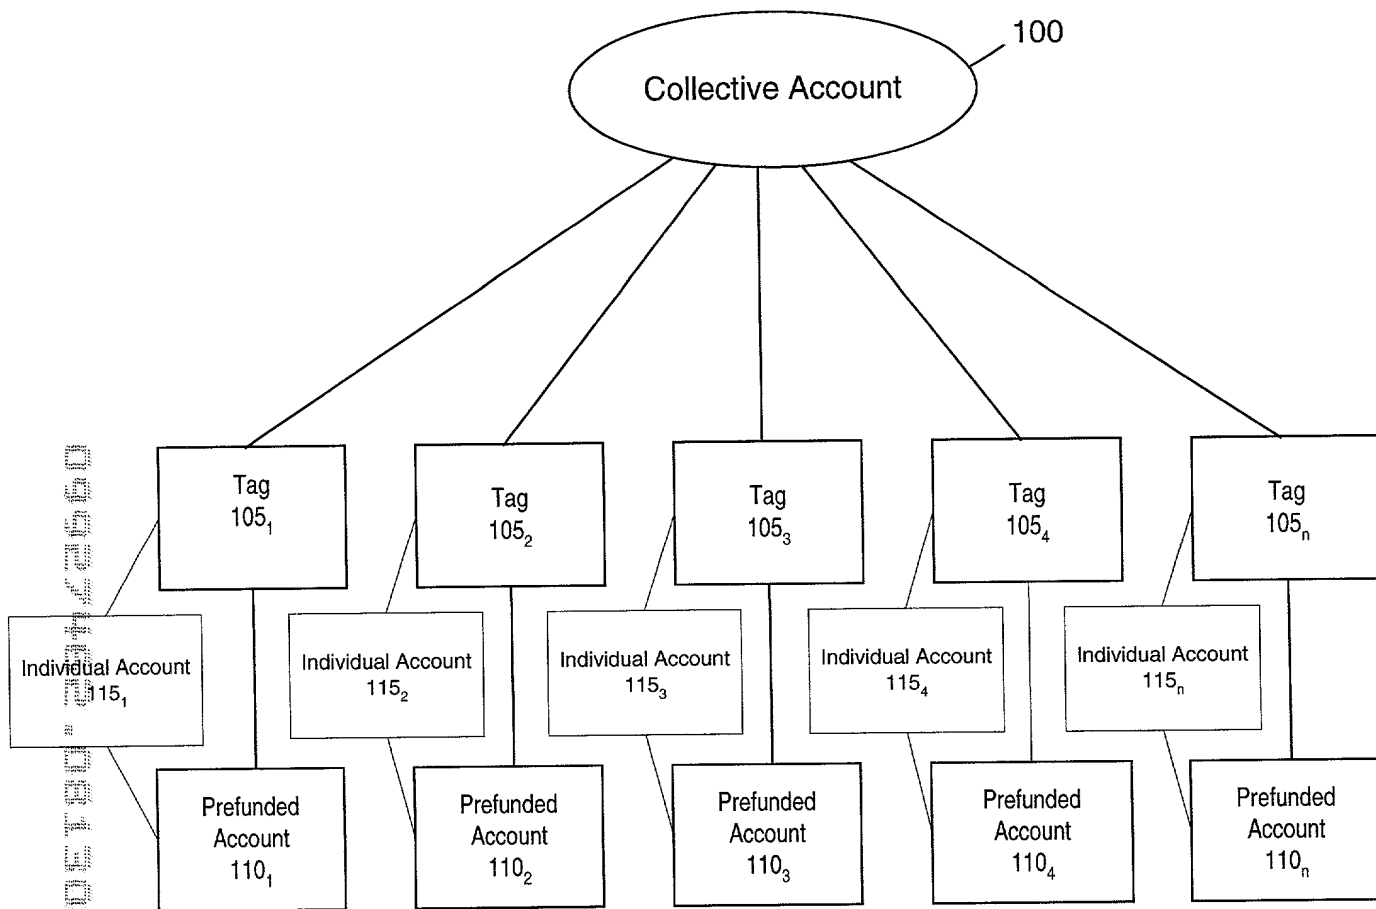 100
Collective Account
Tag
105₁
Tag
105₂
Tag
105₃
Tag
105₄
Tag
105ₙ
Individual Account
115₁
Individual Account
115₂
Individual Account
115₃
Individual Account
115₄
Individual Account
115ₙ
Prefunded
Account
110₁
Prefunded
Account
110₂
Prefunded
Account
110₃
Prefunded
Account
110₄
Prefunded
Account
110ₙ